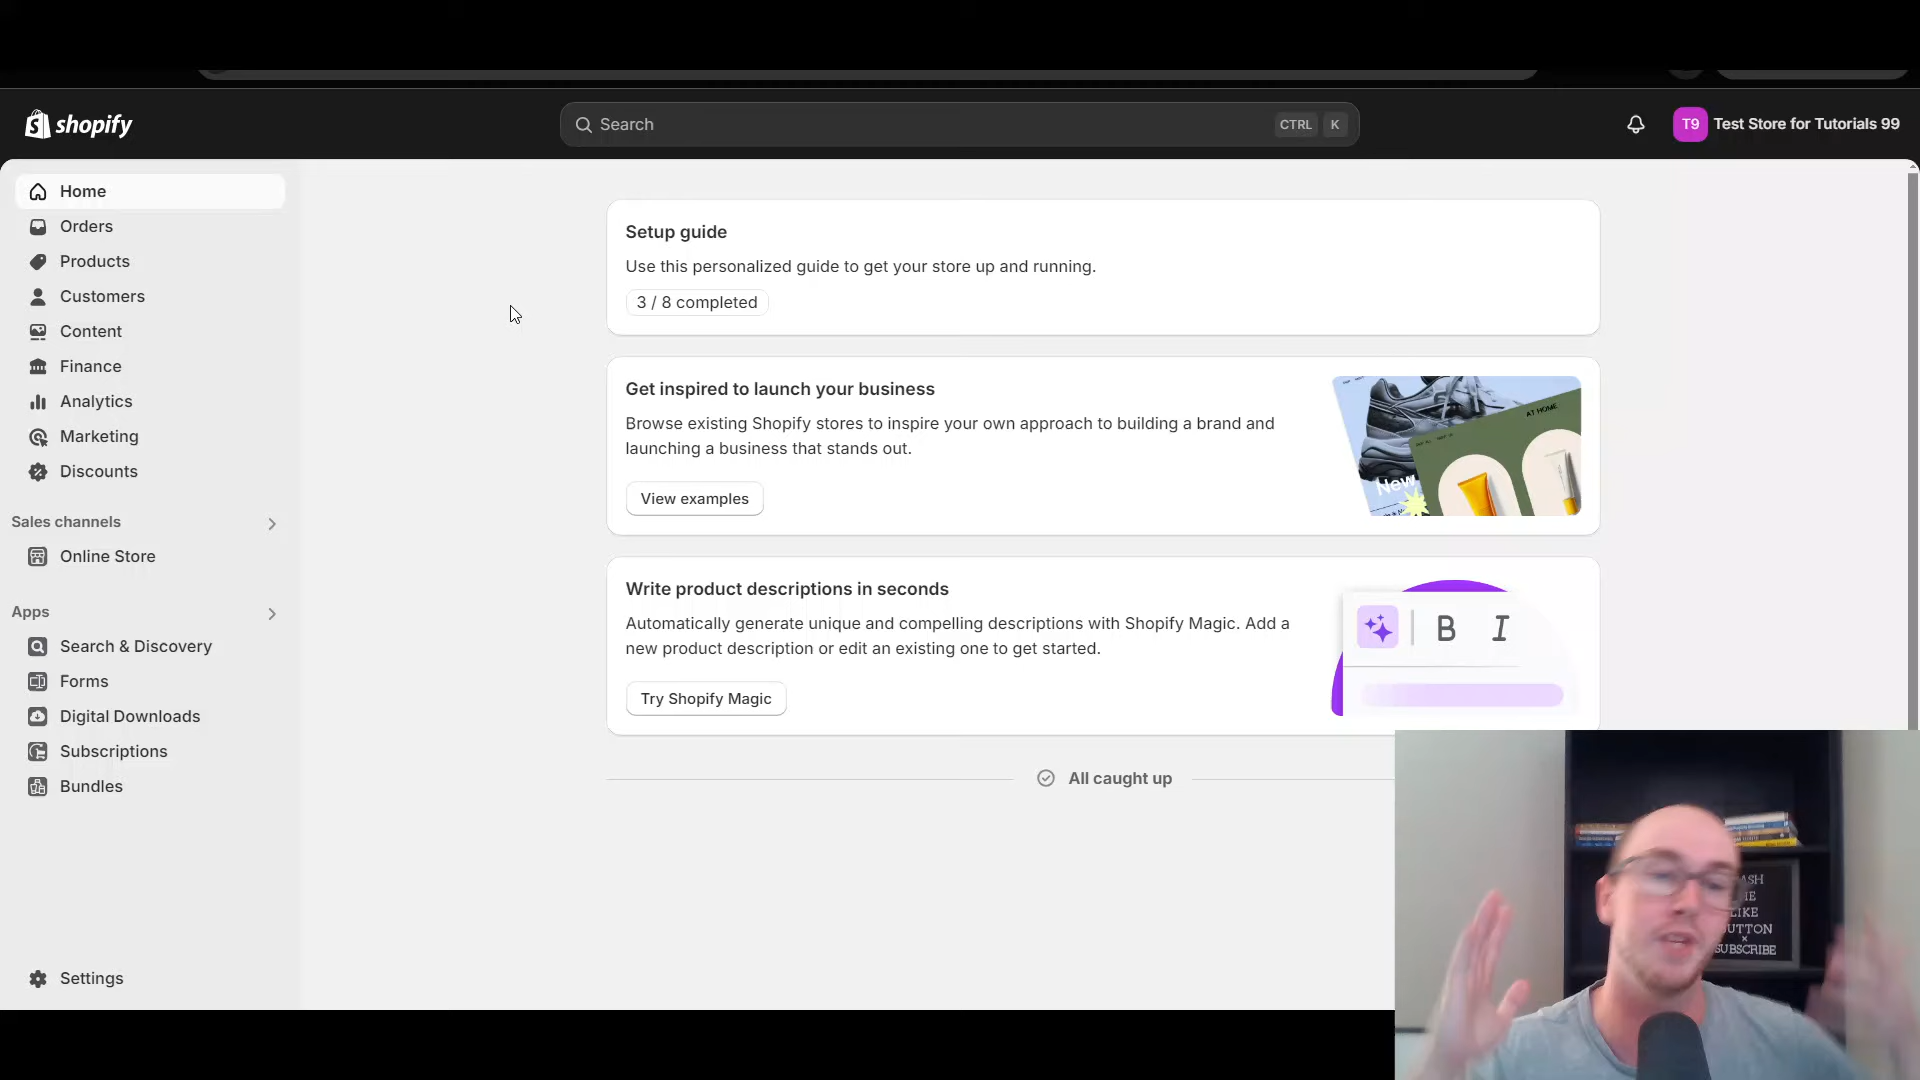 shopify
Search
CTRL K
T9
Test Store for Tutorials 99
Home
Orders
Products
Customers
Content
Finance
Analytics
Marketing
Discounts
Sales channels
Online Store
Apps
Search & Discovery
Forms
Digital Downloads
Subscriptions
Bundles
Settings
Setup guide
Use this personalized guide to get your store up and running.
3 / 8 completed
Get inspired to launch your business
Browse existing Shopify stores to inspire your own approach to building a brand and
launching a business that stands out.
View examples
AT HOME
New
Write product descriptions in seconds
Automatically generate unique and compelling descriptions with Shopify Magic. Add a
new product description or edit an existing one to get started.
Try Shopify Magic
B I
All caught up
LIKE
SUBSCRIBE